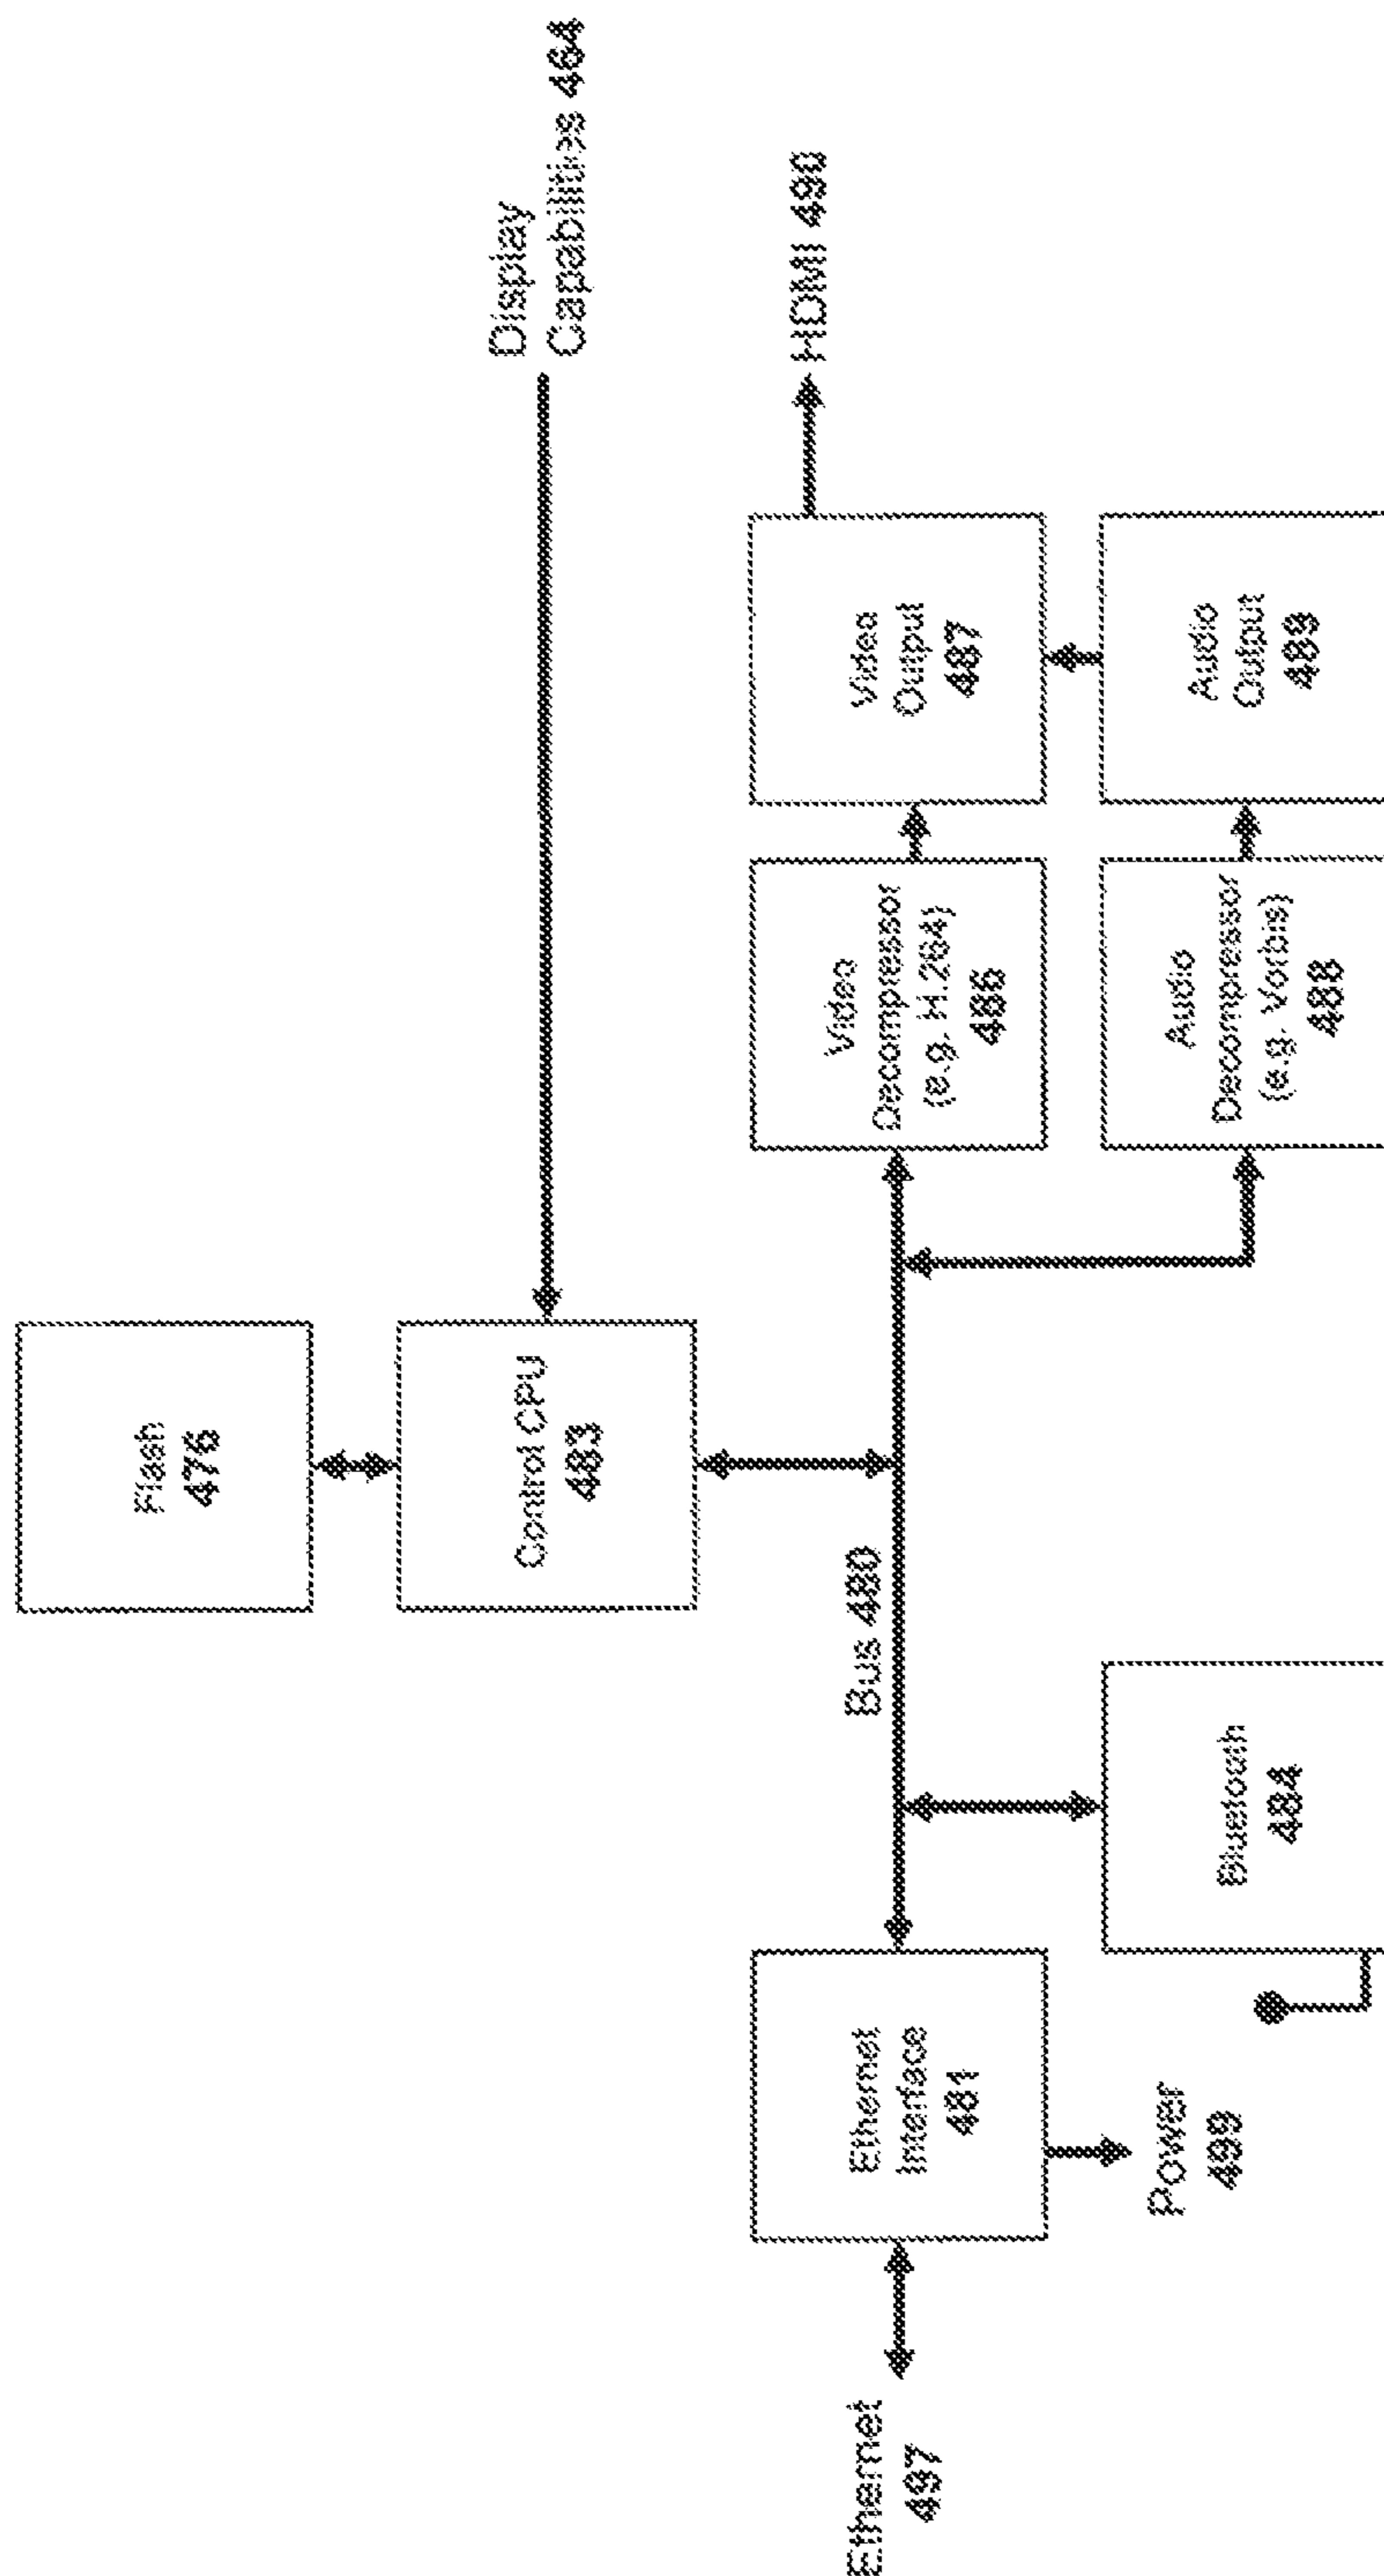 Flash
476
Display
Capabilities 464
Control CPU
483
Bus 480
HDMI 490
Ethernet
497
Ethernet
Interface
481
Video
Decompressor
(e.g. H.264)
486
Video
Output
487
Power
499
Bluetooth
484
Audio
Decompressor
(e.g. Vorbis)
488
Audio
Output
489